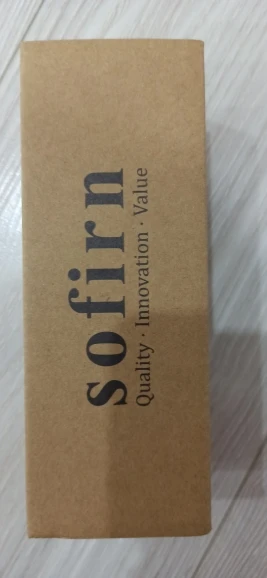 sofirn
Quality · Innovation · Value